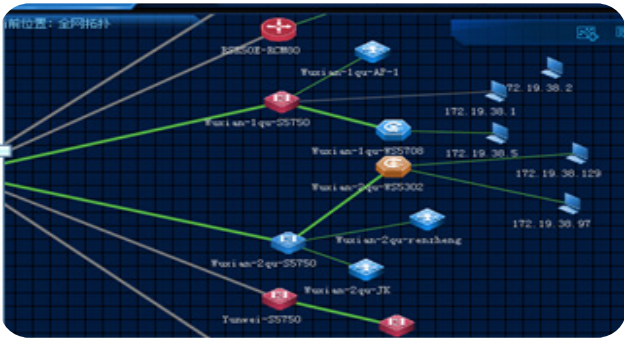 前位置：全网拓扑
Wuxian-1qu-AP-1
172.19.38.2
172.19.38.1
Wuxian-1qu-S5750
Wuxian-1qu-WS5708
172.19.38.5
172.19.38.129
Wuxian-2qu-WS5302
172.19.38.97
Wuxian-2qu-renzheng
Wuxian-2qu-S5750
Wuxian-2qu-JK
Tunwei-S5750